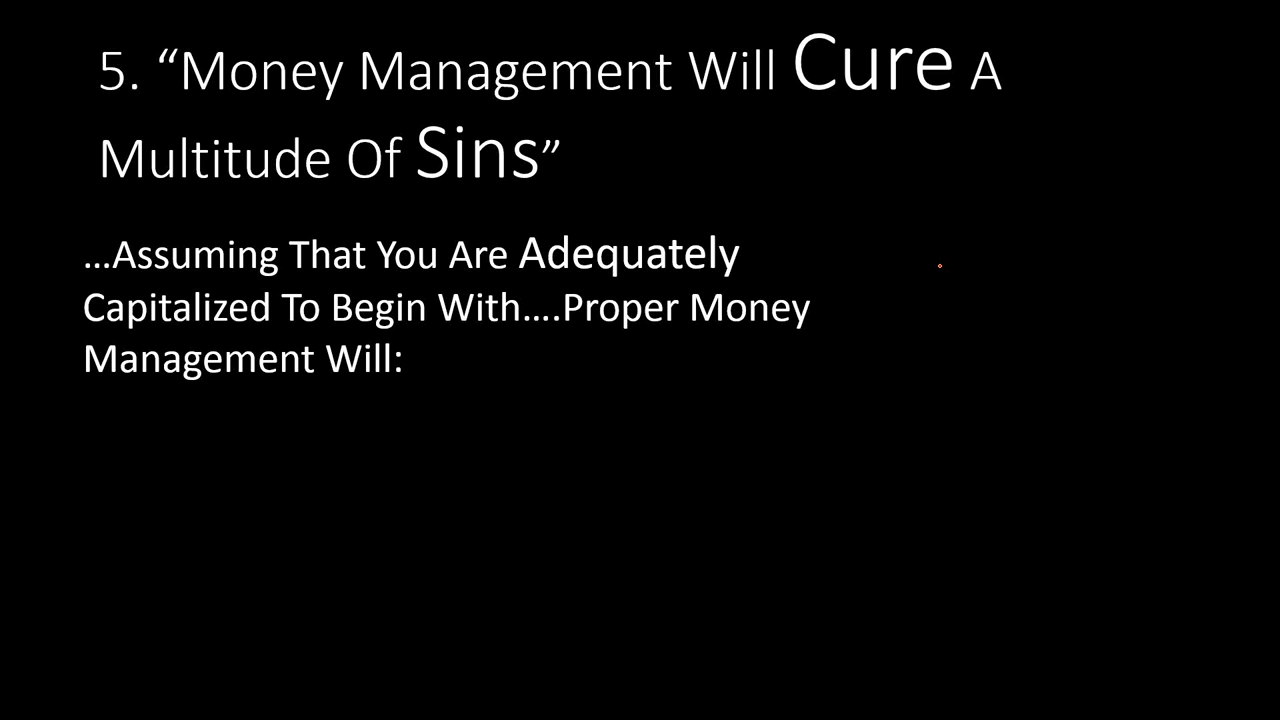 5. “Money Management Will Cure A
Multitude Of Sins”
…Assuming That You Are Adequately
Capitalized To Begin With….Proper Money
Management Will: